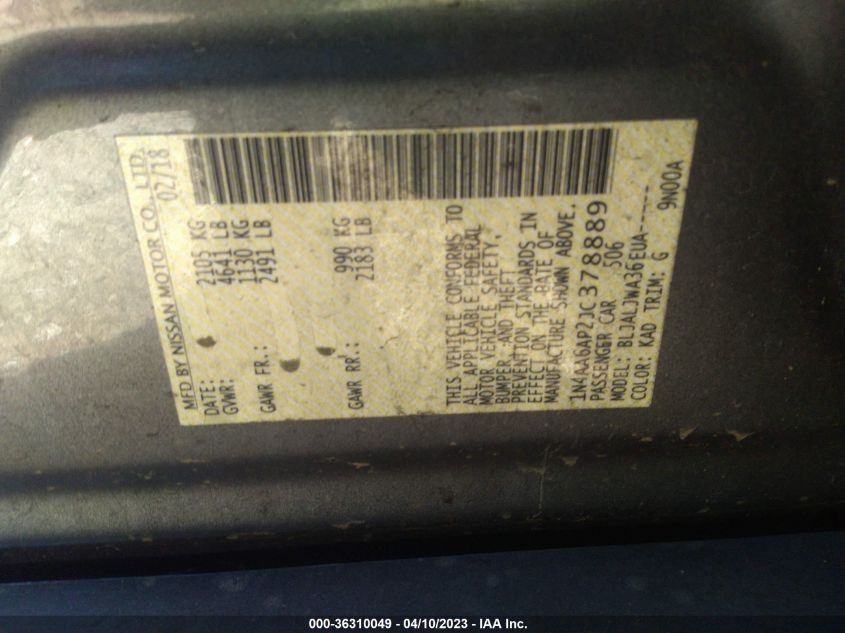 MFD BY NISSAN MOTOR CO., LTD.
DATE: 02/18
GVWR: 2105 KG
4641 LB
GAWR FR.: 1130 KG
2491 LB
GAWR RR.: 990 KG
2183 LB
THIS VEHICLE CONFORMS TO
ALL APPLICABLE FEDERAL
MOTOR VEHICLE SAFETY,
BUMPER, AND THEFT
PREVENTION STANDARDS IN
EFFECT ON THE DATE OF
MANUFACTURE SHOWN ABOVE.
1N4AA6AP2JC378889
PASSENGER CAR 506
MODEL: BLJALJWA36EUA------
COLOR: KAD TRIM: G 9N00A
000-36310049 - 04/10/2023 - IAA Inc.